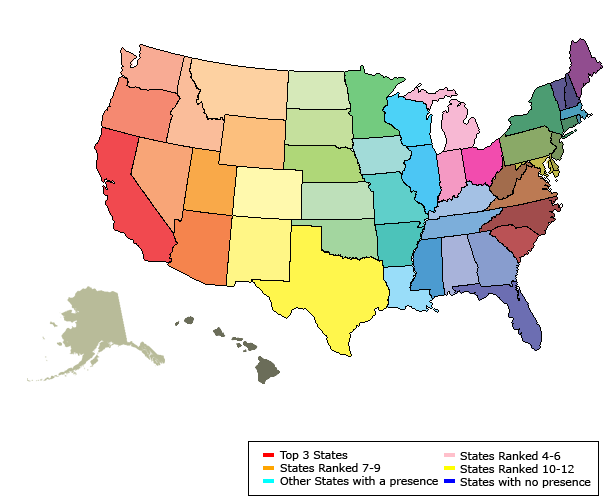 Top 3 States
States Ranked 4-6
States Ranked 7-9
States Ranked 10-12
Other States with a presence
States with no presence